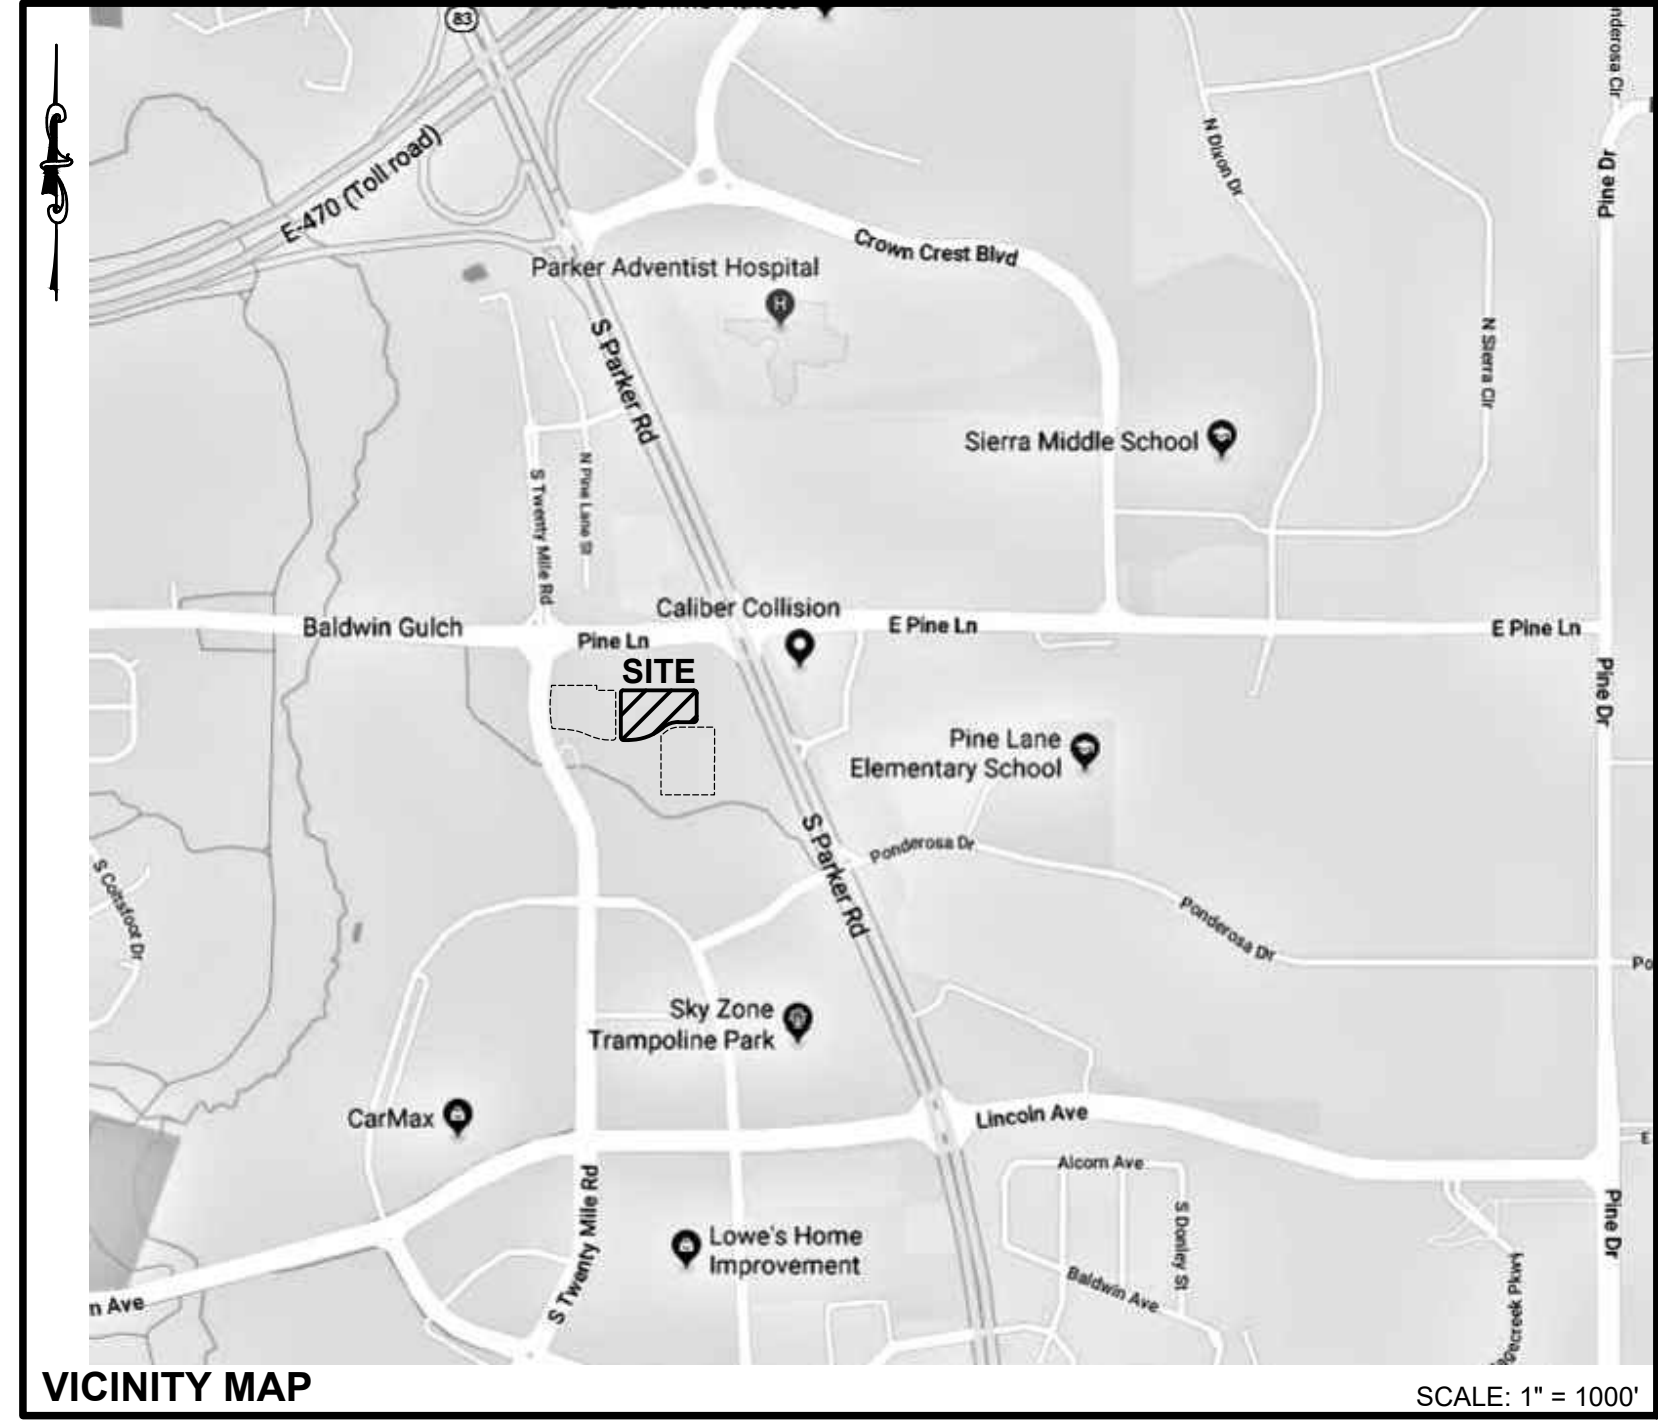 83
E-470 (Toll road)
N Dixon Dr
Pine Dr
Crown Crest Blvd
Parker Adventist Hospital
H
S Parker Rd
N Sierra Cir
Sierra Middle School
S Twenty Mile Rd
N Pine Lane St
Caliber Collision
Baldwin Gulch
Pine Ln
E Pine Ln
E Pine Ln
SITE
Pine Dr
Pine Lane
Elementary School
S Parker Rd
Ponderosa Dr
Ponderosa Dr
S Coltsfoot Dr
Po
Sky Zone
Trampoline Park
CarMax
Lincoln Ave
E
Alcorn Ave
S Twenty Mile Rd
S Donley St
Pine Dr
Lowe's Home
Improvement
Baldwin Ave
n Ave
VICINITY MAP
SCALE: 1" = 1000'